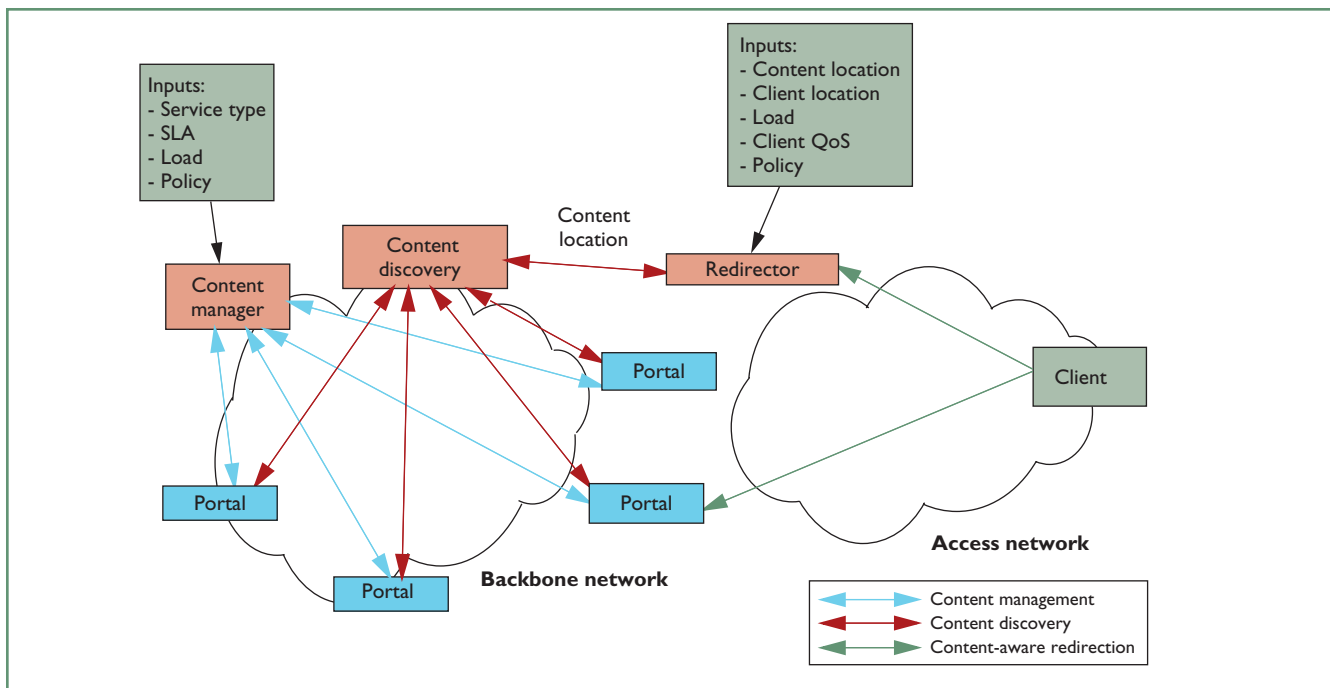 Inputs:
- Service type
- SLA
- Load
- Policy
Inputs:
- Content location
- Client location
- Load
- Client QoS
- Policy
Content
location
Content
discovery
Redirector
Content
manager
Portal
Client
Portal
Portal
Portal
Access network
Backbone network
Content management
Content discovery
Content-aware redirection